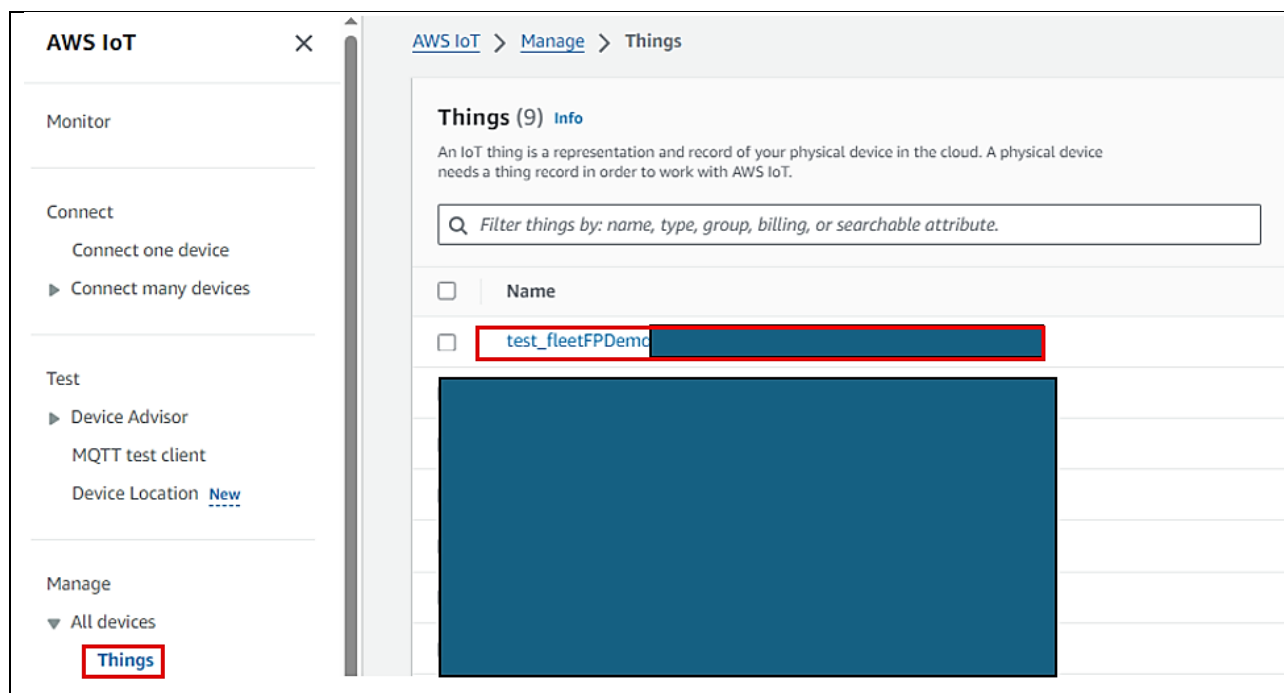 AWS IoT
Monitor
Connect
Connect one device
Connect many devices
Test
Device Advisor
MQTT test client
Device Location New
Manage
All devices
Things
AWS IoT > Manage > Things
Things (9) Info
An IoT thing is a representation and record of your physical device in the cloud. A physical device
needs a thing record in order to work with AWS IoT.
Filter things by: name, type, group, billing, or searchable attribute.
Name
test_fleetFPDemo